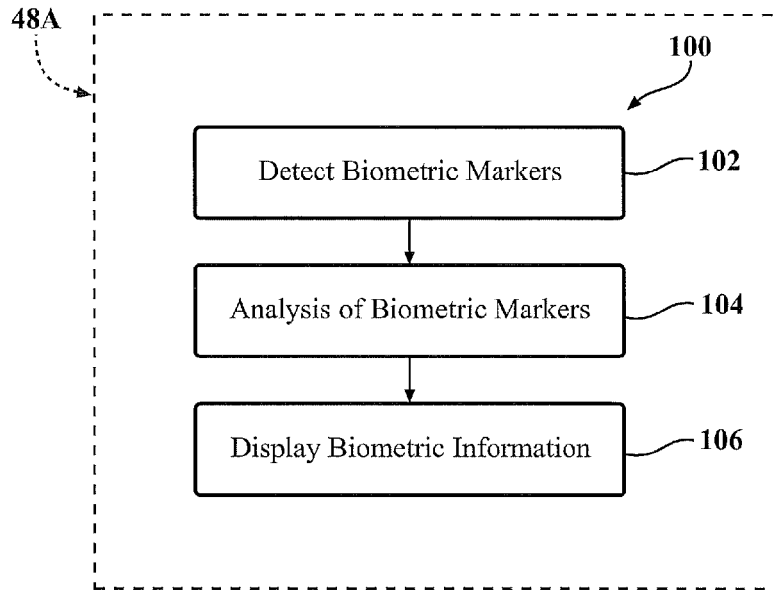 48A
100
Detect Biometric Markers
102
Analysis of Biometric Markers
104
Display Biometric Information
106